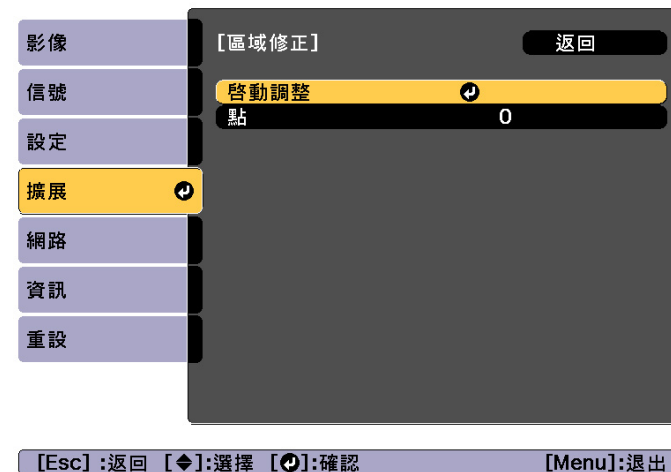 影像
信號
設定
擴展
網路
資訊
重設
[區域修正] 返回
啓動調整
點 0
[Esc] :返回 [◆]:選擇 [⏎]:確認 [Menu]:退出